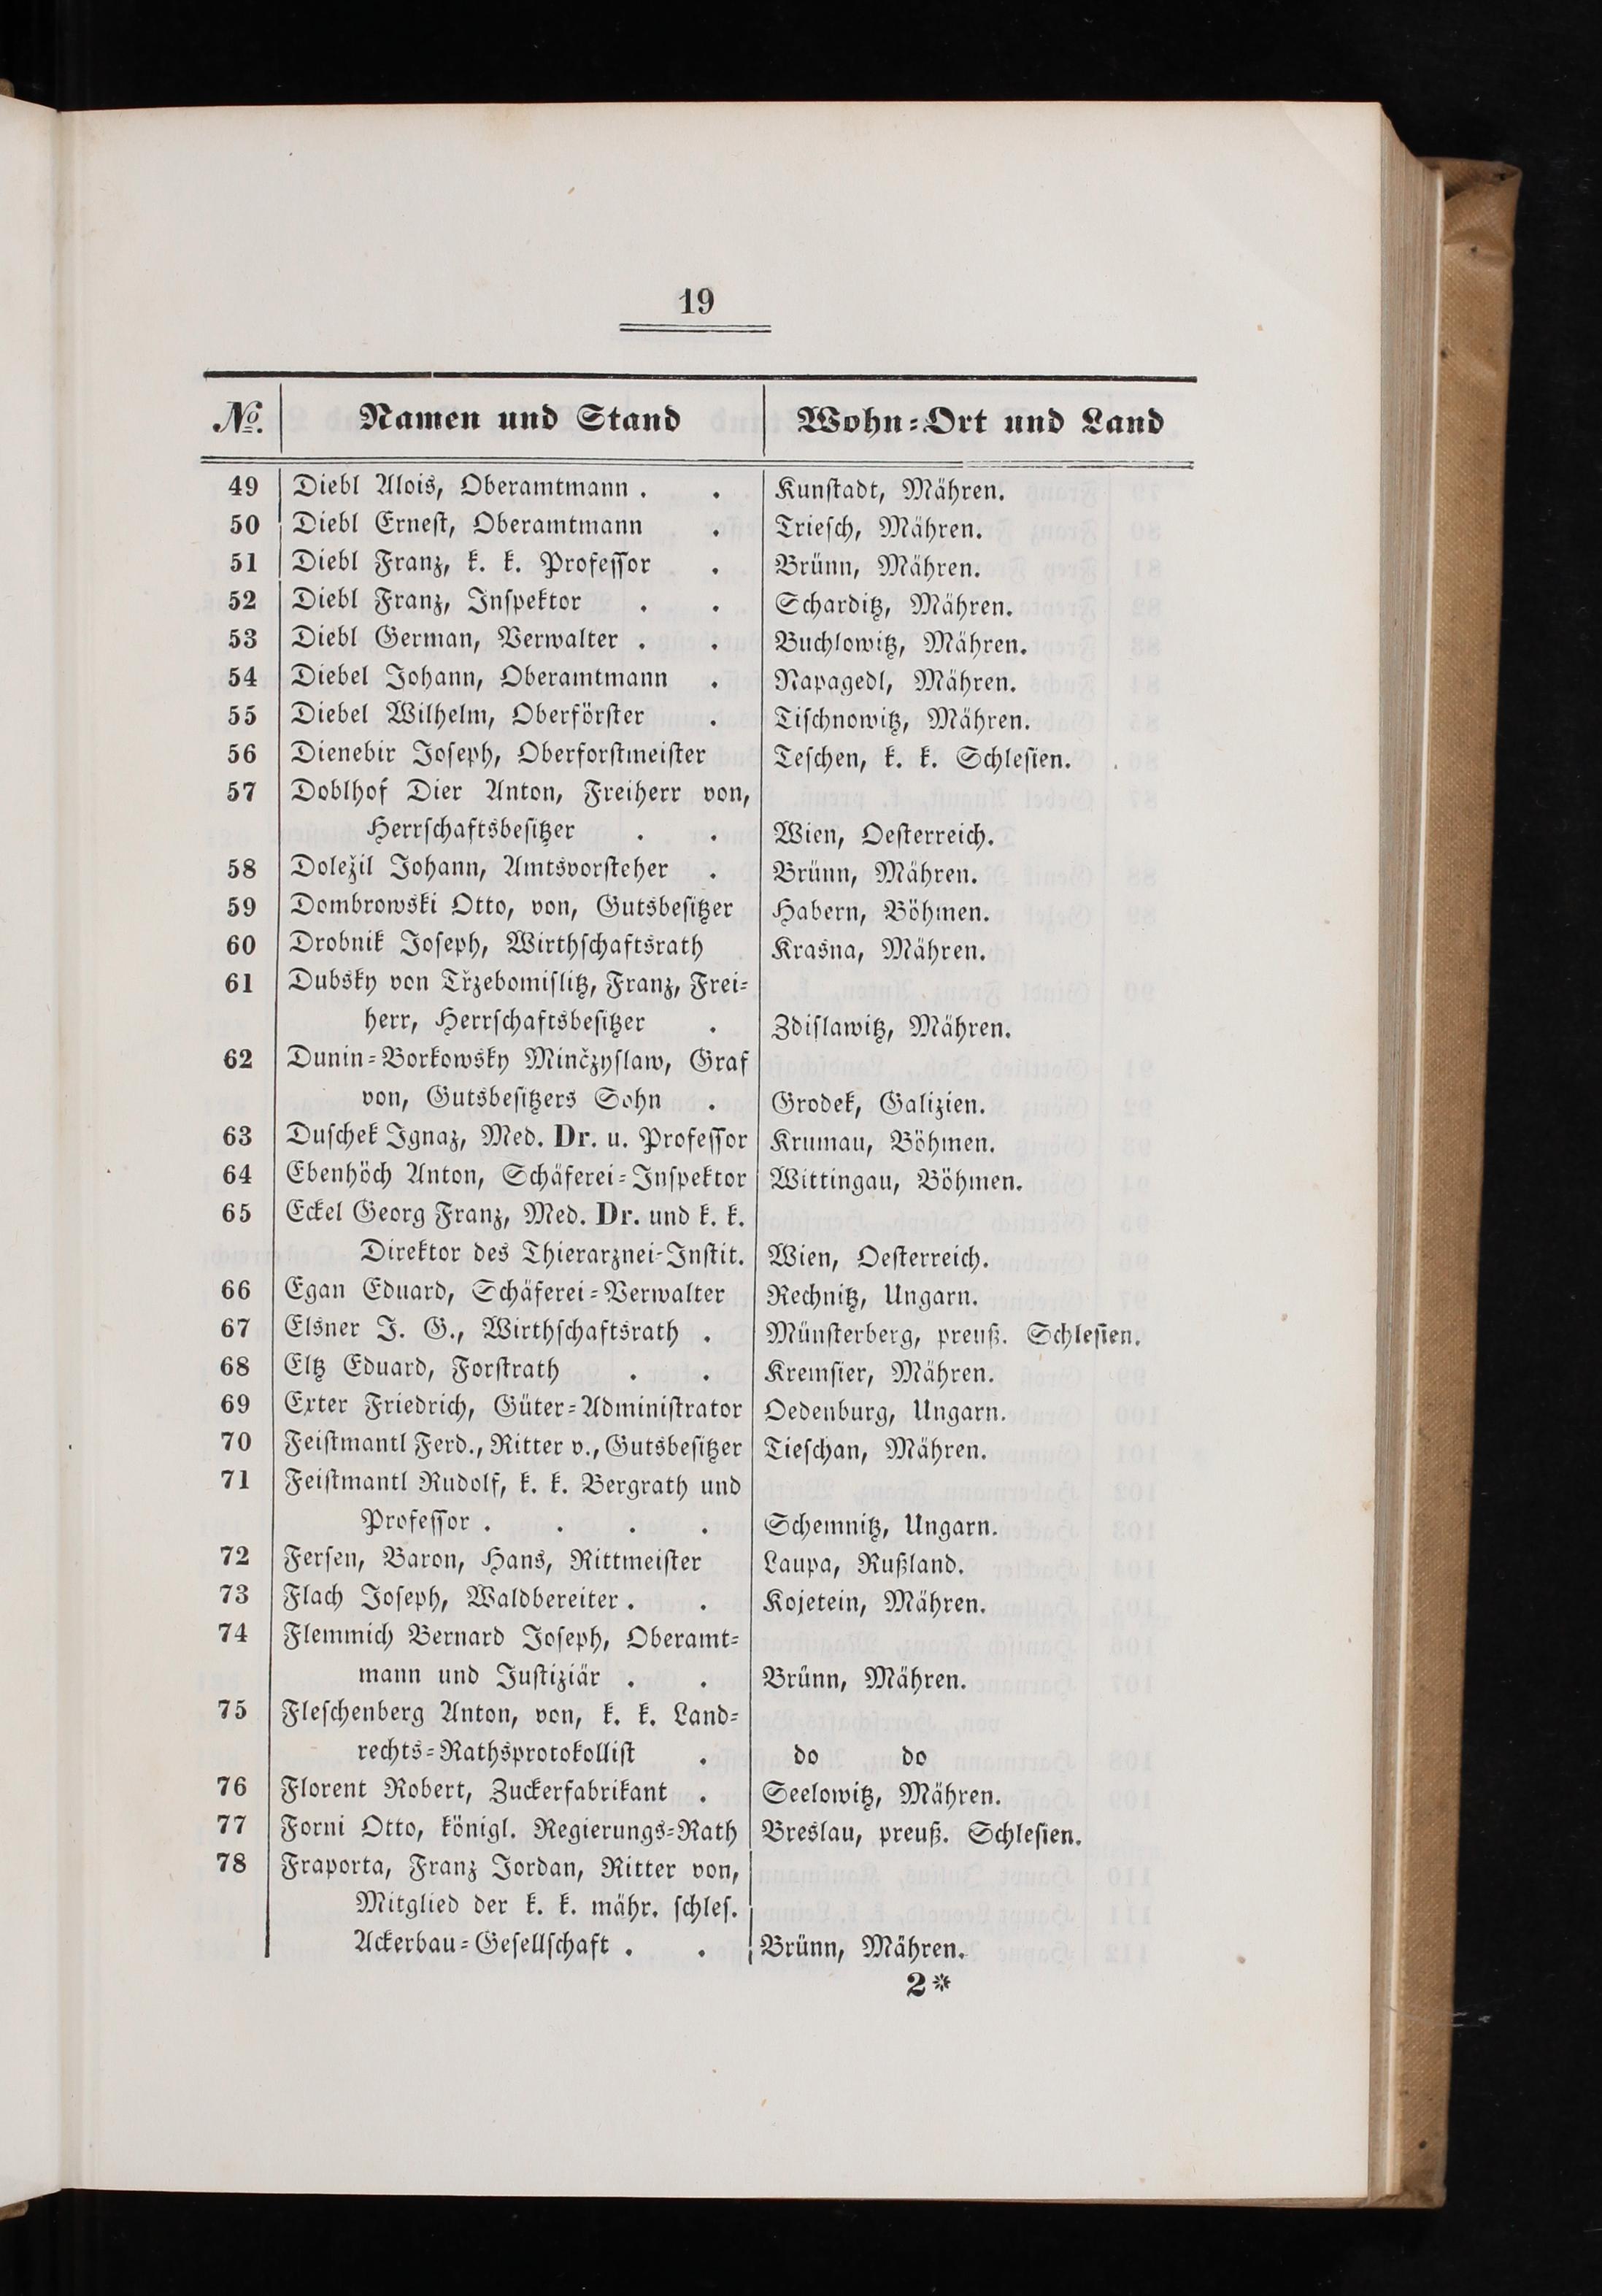 19
No. Namen und Stand Wohn=Ort und Land
49 Diebl Alois, Oberamtmann . . Kunstadt, Mähren.
50 Diebl Ernest, Oberamtmann . Triesch, Mähren.
51 Diebl Franz, k. k. Professor . Brünn, Mähren.
52 Diebl Franz, Inspektor . . Scharditz, Mähren.
53 Diebl German, Verwalter . . Buchlowitz, Mähren.
54 Diebel Johann, Oberamtmann . Napagedl, Mähren.
55 Diebel Wilhelm, Oberförster . Tischnowitz, Mähren.
56 Dienebir Joseph, Oberforstmeister Teschen, k. k. Schlesien.
57 Doblhof Dier Anton, Freiherr von,
Herrschaftsbesitzer . . Wien, Oesterreich.
58 Doležil Johann, Amtsvorsteher . Brünn, Mähren.
59 Dombrowski Otto, von, Gutsbesitzer Habern, Böhmen.
60 Drobnik Joseph, Wirthschaftsrath Krasna, Mähren.
61 Dubsky von Tržebomislitz, Franz, Frei=
herr, Herrschaftsbesitzer . Zdislawitz, Mähren.
62 Dunin=Borkowsky Minčzyslaw, Graf
von, Gutsbesitzers Sohn . Grodek, Galizien.
63 Duschek Ignaz, Med. Dr. u. Professor Krumau, Böhmen.
64 Ebenhöch Anton, Schäferei=Inspektor Wittingau, Böhmen.
65 Eckel Georg Franz, Med. Dr. und k. k.
Direktor des Thierarznei=Instit. Wien, Oesterreich.
66 Egan Eduard, Schäferei=Verwalter Rechnitz, Ungarn.
67 Elsner J. G., Wirthschaftsrath . Münsterberg, preuß. Schlesien.
68 Eltz Eduard, Forstrath . . Kremsier, Mähren.
69 Exter Friedrich, Güter=Administrator Oedenburg, Ungarn.
70 Feistmantl Ferd., Ritter v., Gutsbesitzer Tieschan, Mähren.
71 Feistmantl Rudolf, k. k. Bergrath und
Professor . . . . Schemnitz, Ungarn.
72 Fersen, Baron, Hans, Rittmeister Laupa, Rußland.
73 Flach Joseph, Waldbereiter . . Kojetein, Mähren.
74 Flemmich Bernard Joseph, Oberamt=
mann und Justiziär . . Brünn, Mähren.
75 Fleschenberg Anton, von, k. k. Land=
rechts=Rathsprotokollist . do do
76 Florent Robert, Zuckerfabrikant . Seelowitz, Mähren.
77 Forni Otto, königl. Regierungs=Rath Breslau, preuß. Schlesien.
78 Fraporta, Franz Jordan, Ritter von,
Mitglied der k. k. mähr. schles.
Ackerbau=Gesellschaft . . Brünn, Mähren.
2*